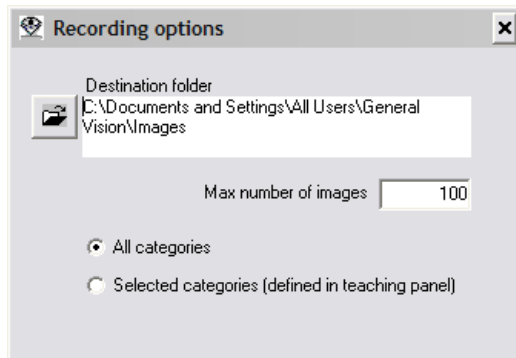 Recording options
Destination folder
C:\Documents and Settings\All Users\General
Vision\Images
Max number of images 100
All categories
Selected categories (defined in teaching panel)